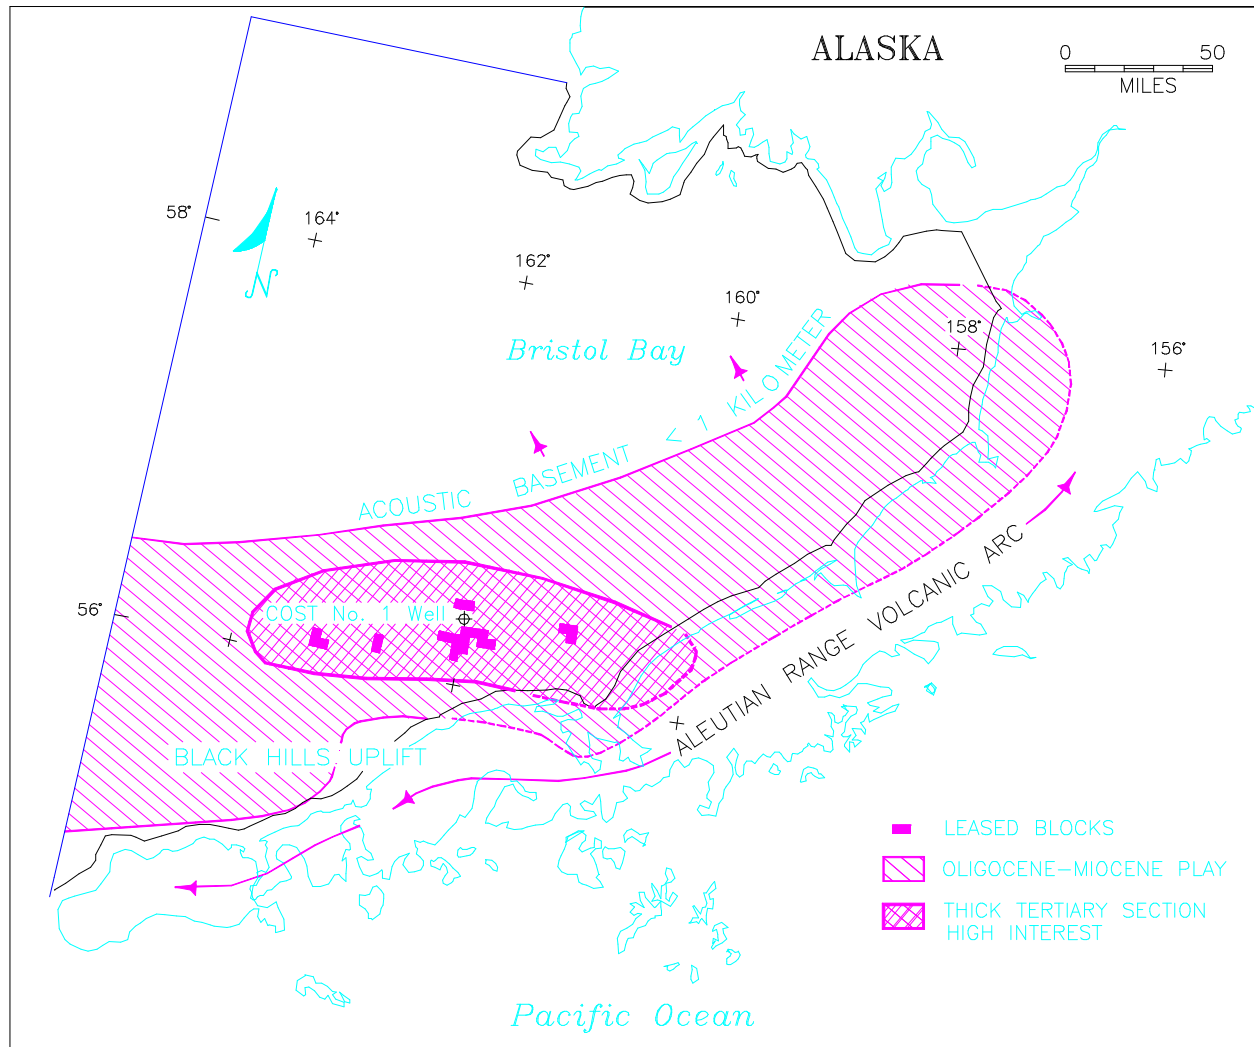 ALASKA
0 50
MILES
58°
164°
N
162°
160°
158°
156°
Bristol Bay
ACOUSTIC BASEMENT < 1 KILOMETER
56°
COST No. 1 Well
ALEUTIAN RANGE VOLCANIC ARC
BLACK HILLS UPLIFT
LEASED BLOCKS
OLIGOCENE–MIOCENE PLAY
THICK TERTIARY SECTION
HIGH INTEREST
Pacific Ocean